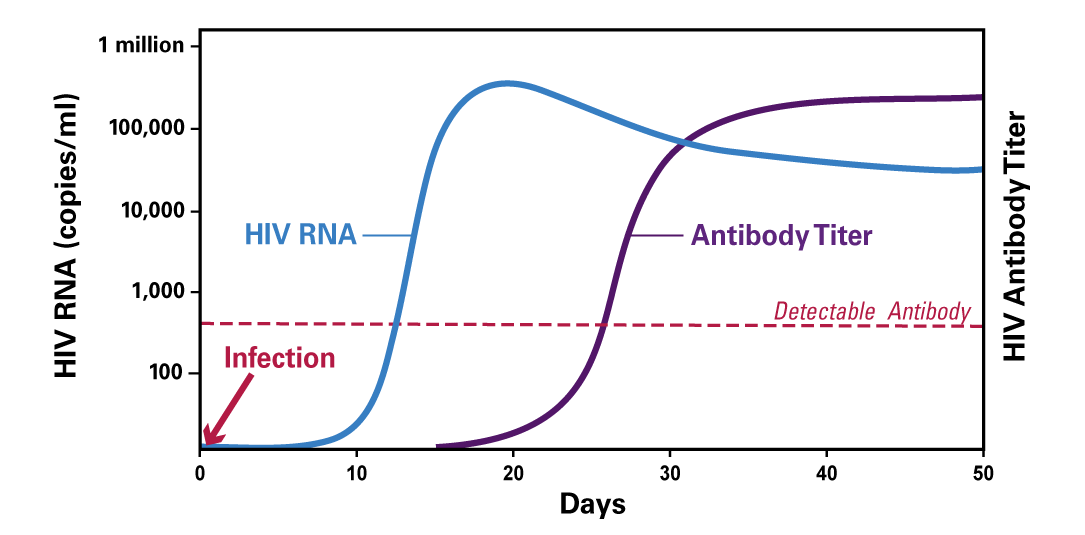 1 million
100,000
10,000
1,000
100
HIV RNA (copies/ml)
HIV RNA
Antibody Titer
Detectable Antibody
Infection
HIV Antibody Titer
0 10 20 30 40 50
Days